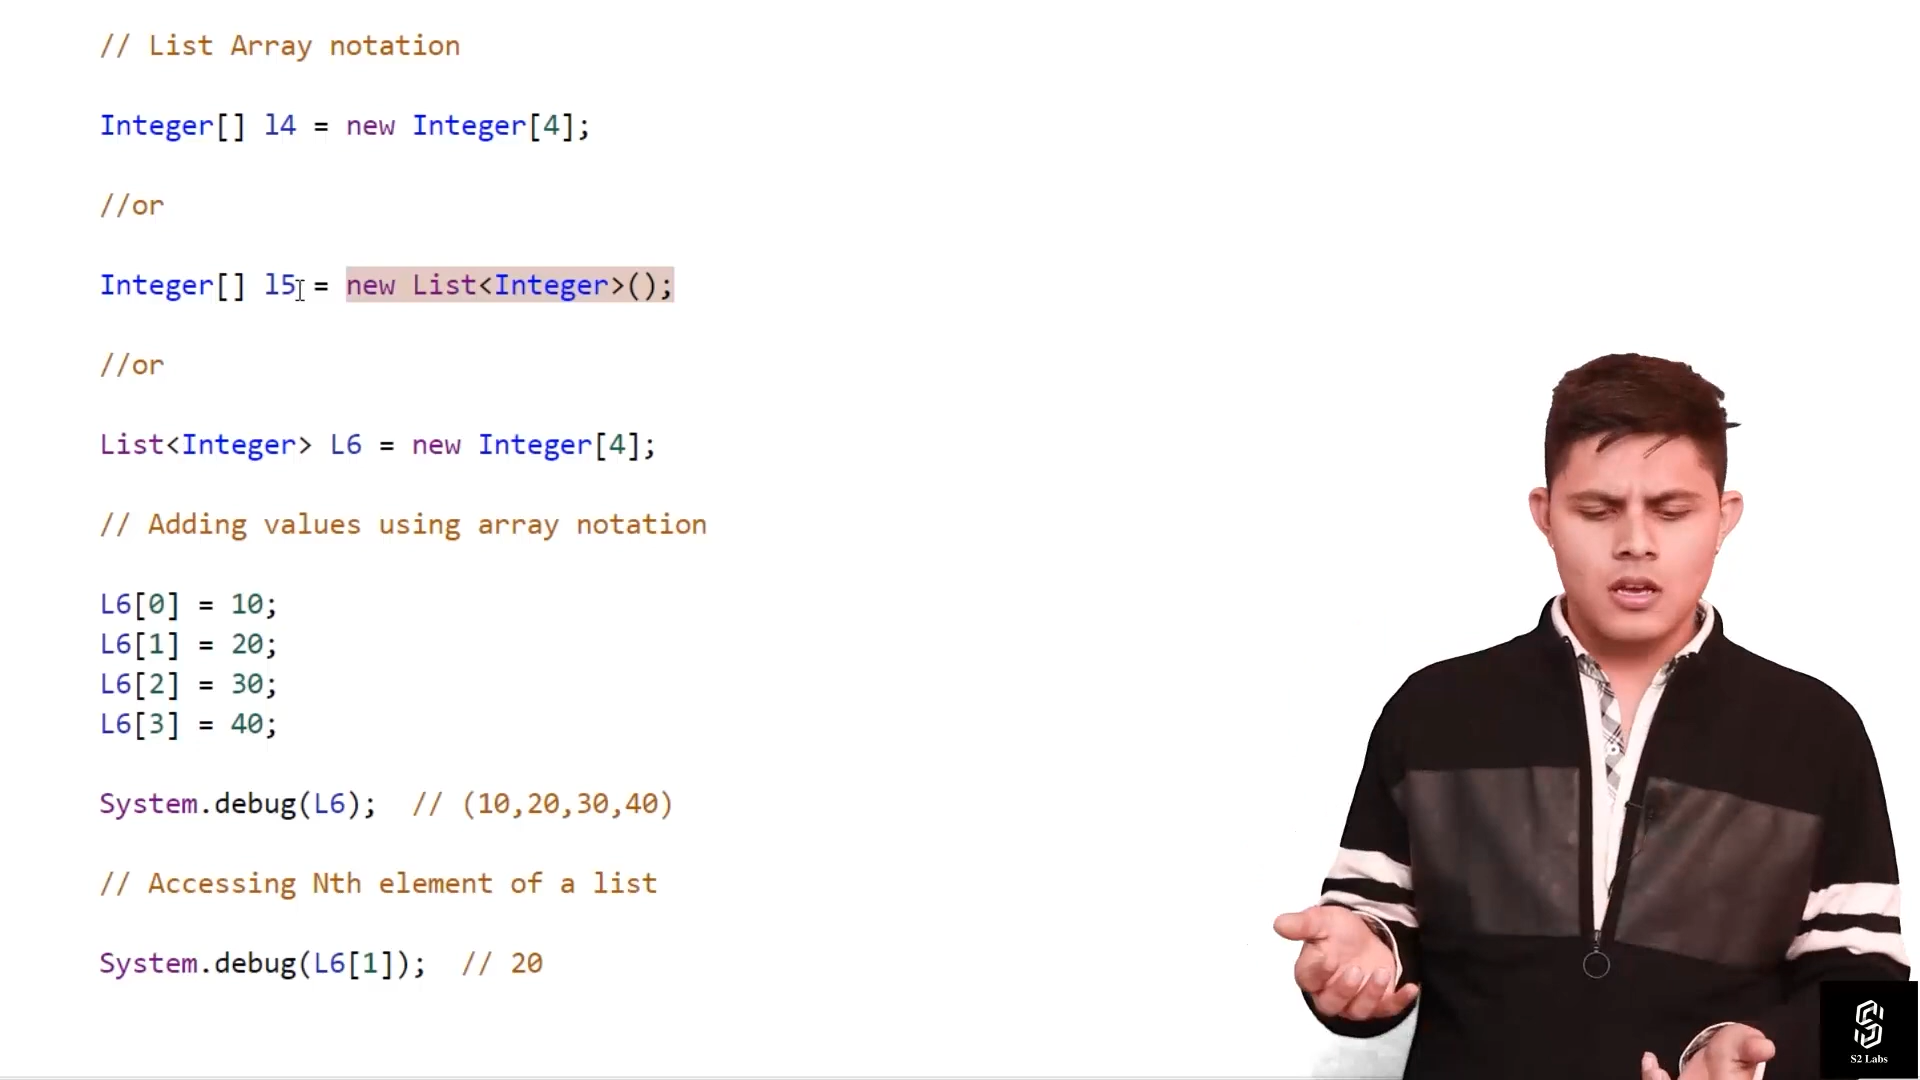 // List Array notation
Integer[] l4 = new Integer[4];
//or
Integer[] l5 = new List<Integer>();
//or
List<Integer> L6 = new Integer[4];
// Adding values using array notation
L6[0] = 10;
L6[1] = 20;
L6[2] = 30;
L6[3] = 40;
System.debug(L6);  // (10,20,30,40)
// Accessing Nth element of a list
System.debug(L6[1]);  // 20
S2 Labs